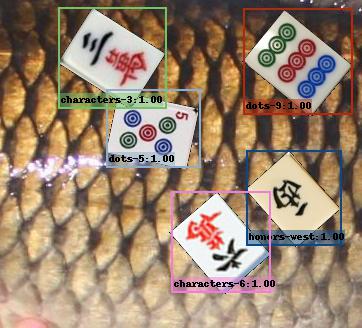 三萬
characters-3:1.00
dots-9:1.00
5
dots-5:1.00
honors-west:1.00
六萬
characters-6:1.00